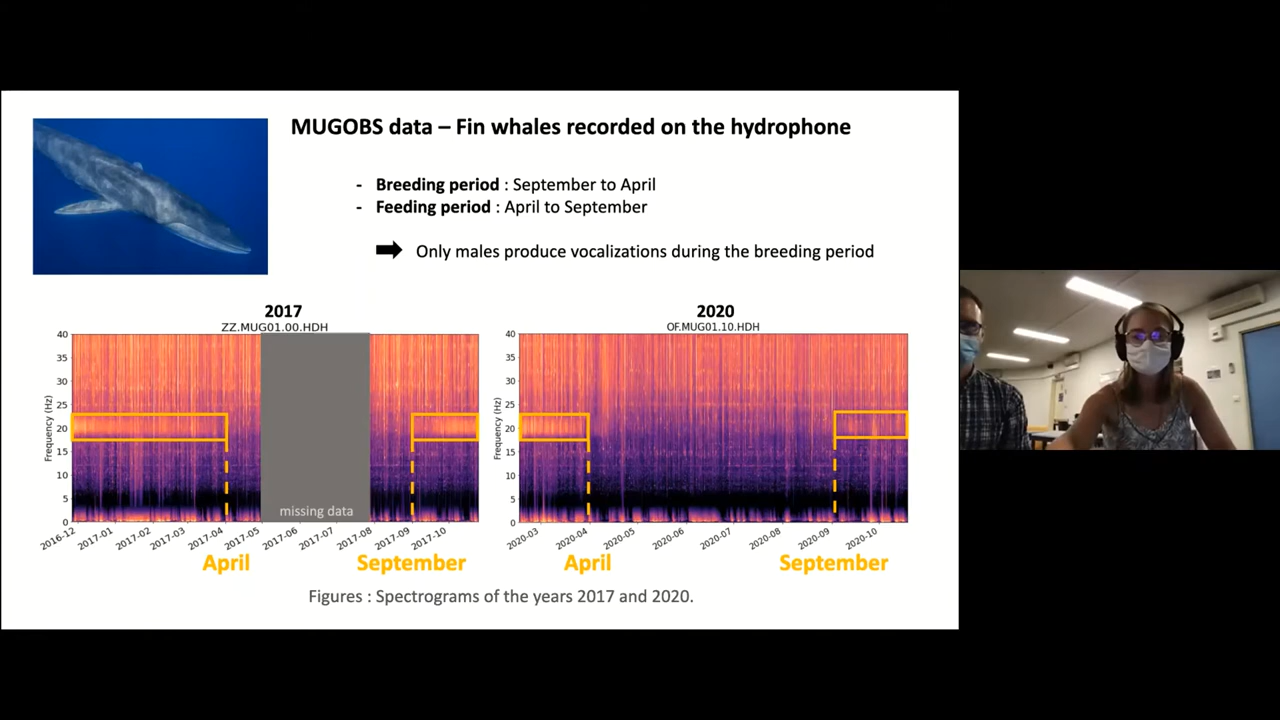 MUGOBS data – Fin whales recorded on the hydrophone
- Breeding period : September to April
- Feeding period : April to September
Only males produce vocalizations during the breeding period
2017
ZZ.MUG01.00.HDH
Frequency (Hz)
40
35
30
25
20
15
10
5
0
missing data
2016-12
2017-01
2017-02
2017-03
2017-04
2017-05
2017-06
2017-07
2017-08
2017-09
2017-10
April
September
2020
OF.MUG01.10.HDH
Frequency (Hz)
40
35
30
25
20
15
10
5
0
2020-03
2020-04
2020-05
2020-06
2020-07
2020-08
2020-09
2020-10
April
September
Figures : Spectrograms of the years 2017 and 2020.